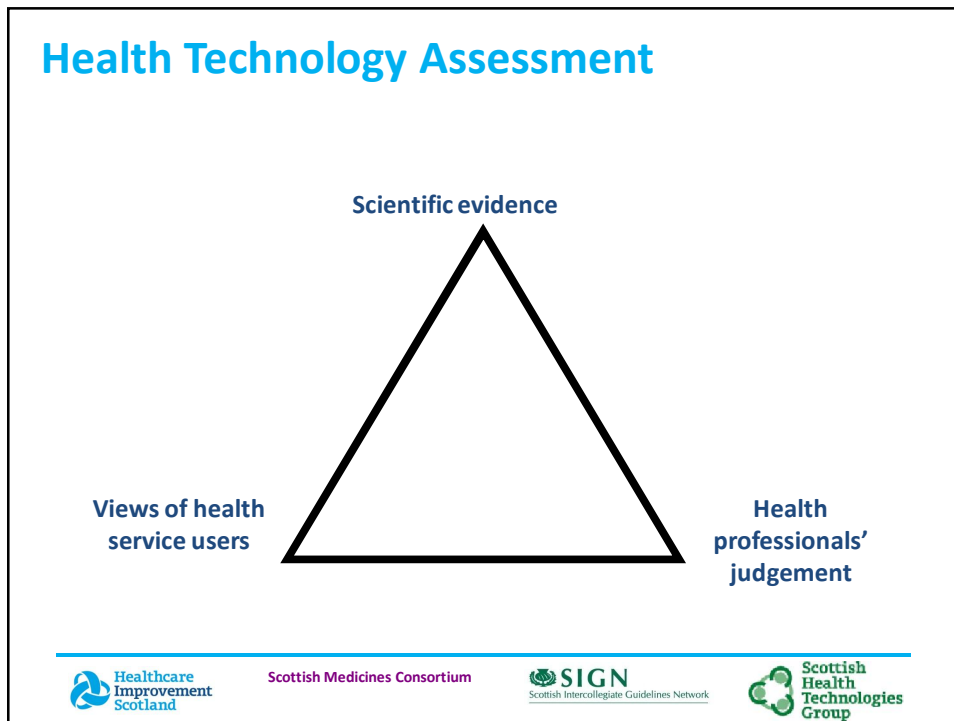 Health Technology Assessment
Scientific evidence
Views of health
service users
Health
professionals’
judgement
Healthcare
Improvement
Scotland
Scottish Medicines Consortium
SIGN
Scottish Intercollegiate Guidelines Network
Scottish
Health
Technologies
Group